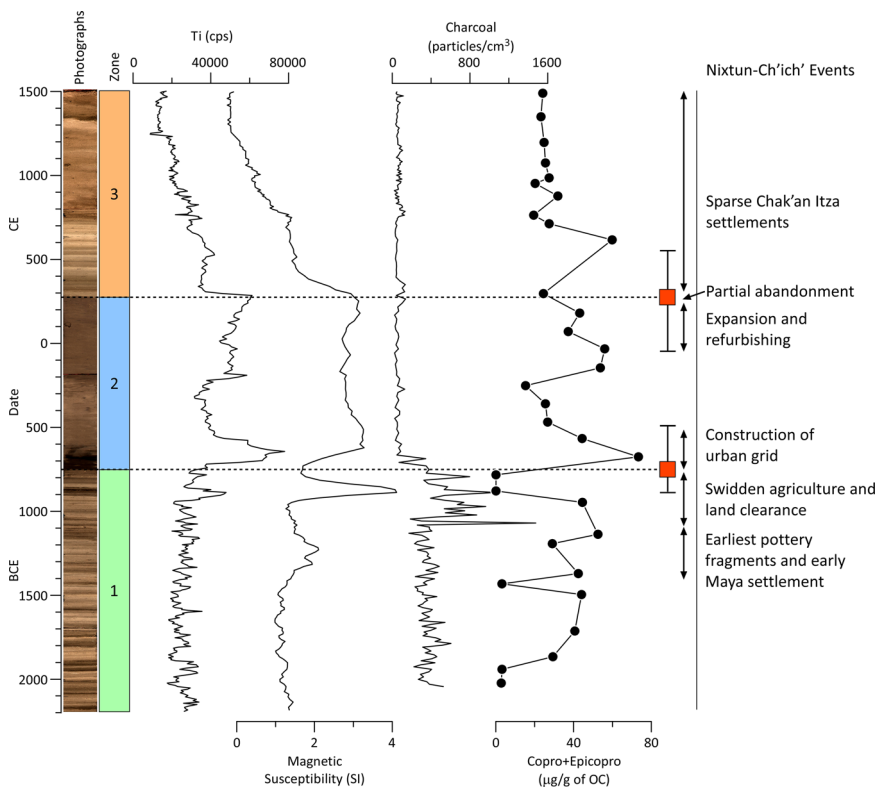 Photographs
Zone
Ti (cps)
0
40000
80000
Charcoal
(particles/cm³)
0
800
1600
Nixtun-Ch'ich' Events
1500
1000
500
0
500
1000
1500
2000
CE
Date
BCE
3
2
1
Sparse Chak'an Itza
settlements
Partial abandonment
Expansion and
refurbishing
Construction of
urban grid
Swidden agriculture and
land clearance
Earliest pottery
fragments and early
Maya settlement
0
2
4
Magnetic
Susceptibility (SI)
0
40
80
Copro+Epicopro
(µg/g of OC)